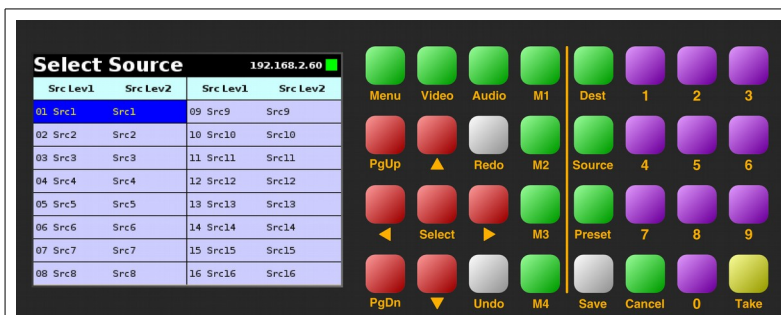 Select Source 192.168.2.60
Src Lev1 Src Lev2 Src Lev1 Src Lev2
01 Src1 Src1 09 Src9 Src9
02 Src2 Src2 10 Src10 Src10
03 Src3 Src3 11 Src11 Src11
04 Src4 Src4 12 Src12 Src12
05 Src5 Src5 13 Src13 Src13
06 Src6 Src6 14 Src14 Src14
07 Src7 Src7 15 Src15 Src15
08 Src8 Src8 16 Src16 Src16
Menu Video Audio M1 Dest 1 2 3
PgUp ▲ Redo M2 Source 4 5 6
◀ Select ▶ M3 Preset 7 8 9
PgDn ▼ Undo M4 Save Cancel 0 Take